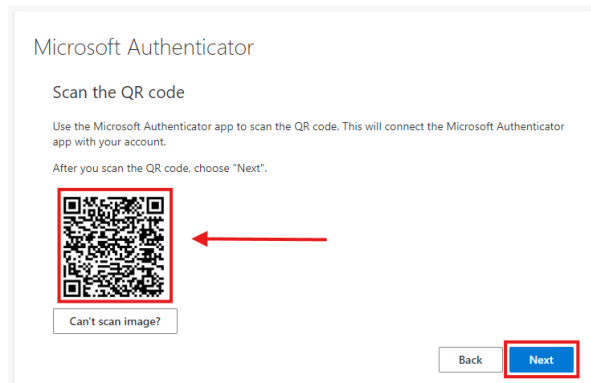 Microsoft Authenticator
Scan the QR code
Use the Microsoft Authenticator app to scan the QR code. This will connect the Microsoft Authenticator
app with your account.
After you scan the QR code, choose "Next".
Can't scan image?
Back
Next